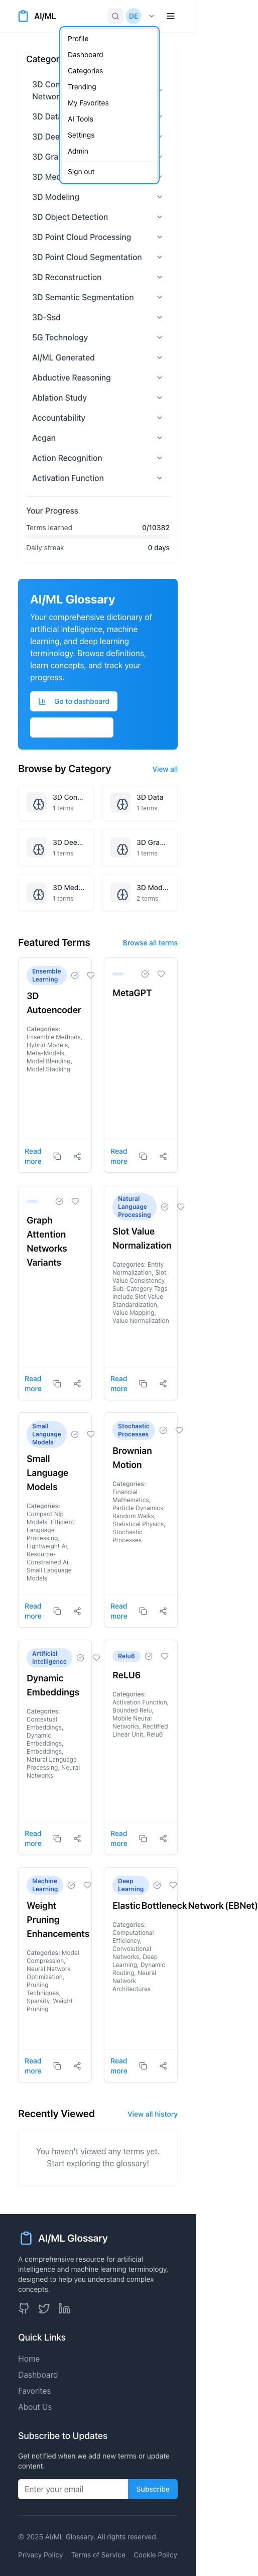 AI/ML
DE
Profile
Dashboard
Categories
Trending
My Favorites
AI Tools
Settings
Admin
Sign out
3D Modeling
3D Object Detection
3D Point Cloud Processing
3D Point Cloud Segmentation
3D Reconstruction
3D Semantic Segmentation
3D-Ssd
5G Technology
AI/ML Generated
Abductive Reasoning
Ablation Study
Accountability
Acgan
Action Recognition
Activation Function
Your Progress
Terms learned 0/10382
Daily streak 0 days
AI/ML Glossary
Your comprehensive dictionary of
artificial intelligence, machine
learning, and deep learning
terminology. Browse definitions,
learn concepts, and track your
progress.
Go to dashboard
Browse by Category View all
3D Con...
1 terms
3D Data
1 terms
3D Dee...
1 terms
3D Gra...
1 terms
3D Med...
1 terms
3D Mod...
2 terms
Featured Terms Browse all terms
Ensemble
Learning
3D
Autoencoder
Categories:
Ensemble Methods,
Hybrid Models,
Meta-Models,
Model Blending,
Model Stacking
Read
more
MetaGPT
Read
more
Graph
Attention
Networks
Variants
Read
more
Natural
Language
Processing
Slot Value
Normalization
Categories: Entity
Normalization, Slot
Value Consistency,
Sub-Category Tags
Include Slot Value
Standardization,
Value Mapping,
Value Normalization
Read
more
Small
Language
Models
Small
Language
Models
Categories:
Compact Nlp
Models, Efficient
Language
Processing,
Lightweight Ai,
Resource-
Constrained Ai,
Small Language
Models
Read
more
Stochastic
Processes
Brownian
Motion
Categories:
Financial
Mathematics,
Particle Dynamics,
Random Walks,
Statistical Physics,
Stochastic
Processes
Read
more
Artificial
Intelligence
Dynamic
Embeddings
Categories:
Contextual
Embeddings,
Dynamic
Embeddings,
Embeddings,
Natural Language
Processing, Neural
Networks
Read
more
Relu6
ReLU6
Categories:
Activation Function,
Bounded Relu,
Mobile Neural
Networks, Rectified
Linear Unit, Relu6
Read
more
Machine
Learning
Weight
Pruning
Enhancements
Categories: Model
Compression,
Neural Network
Optimization,
Pruning
Techniques,
Sparsity, Weight
Pruning
Read
more
Deep
Learning
Elastic Bottleneck Network (EBNet)
Categories:
Computational
Efficiency,
Convolutional
Networks, Deep
Learning, Dynamic
Routing, Neural
Network
Architectures
Read
more
Recently Viewed View all history
You haven't viewed any terms yet.
Start exploring the glossary!
AI/ML Glossary
A comprehensive resource for artificial
intelligence and machine learning terminology,
designed to help you understand complex
concepts.
Quick Links
Home
Dashboard
Favorites
About Us
Subscribe to Updates
Get notified when we add new terms or update
content.
Enter your email
Subscribe
© 2025 AI/ML Glossary. All rights reserved.
Privacy Policy Terms of Service Cookie Policy